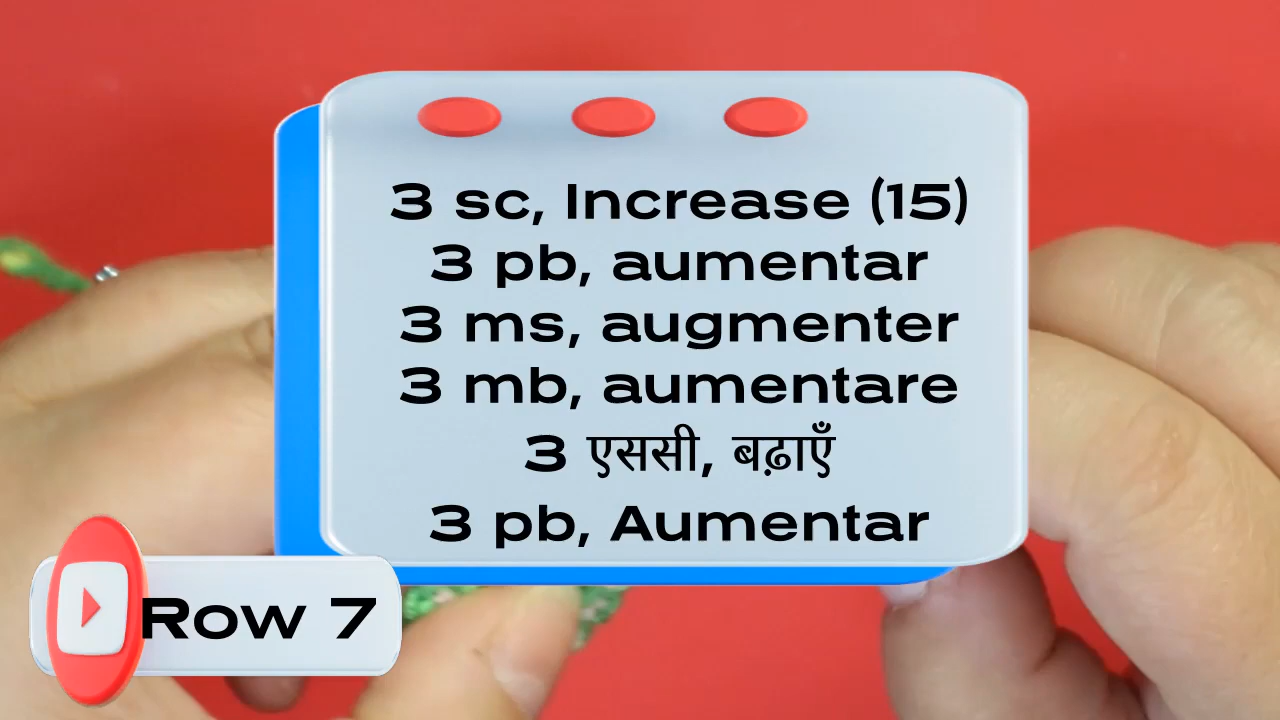 3 sc, Increase (15)
3 pb, aumentar
3 ms, augmenter
3 mb, aumentare
3 एससी, बढ़ाएँ
3 pb, Aumentar
Row 7